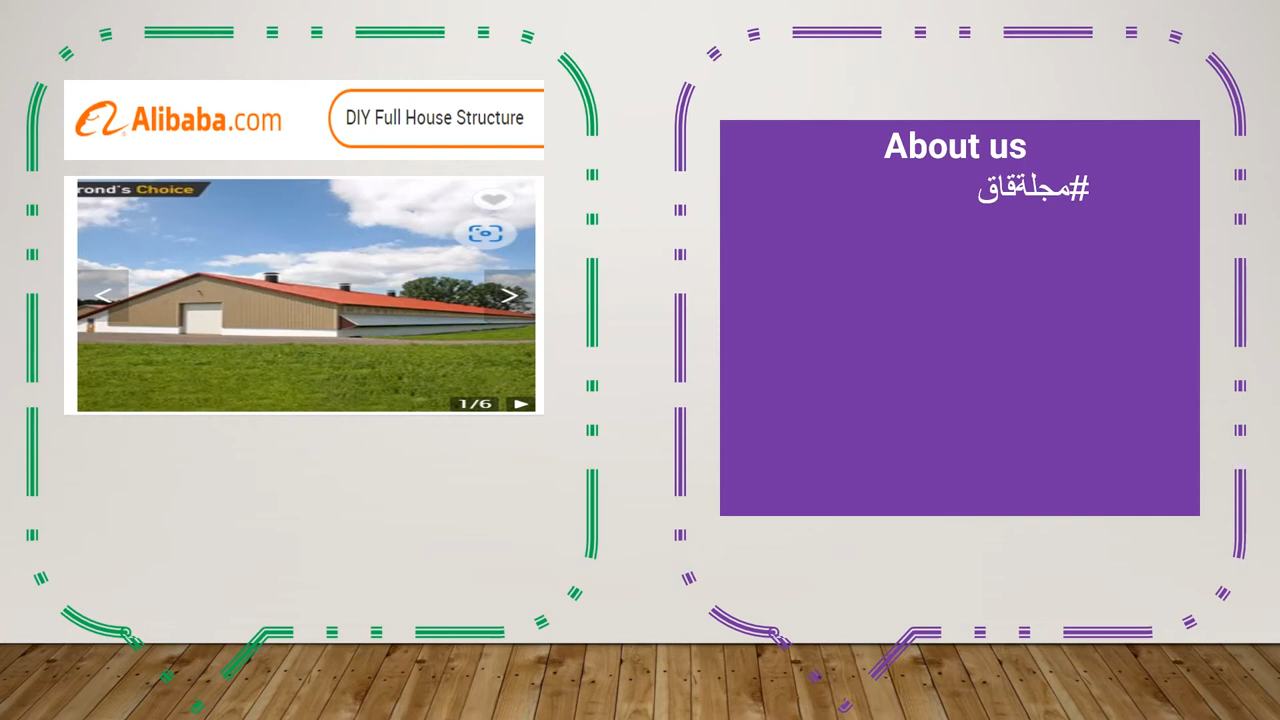 Alibaba.com
DIY Full House Structure
rond's Choice
<
>
1/6
About us
#مجلةقاق